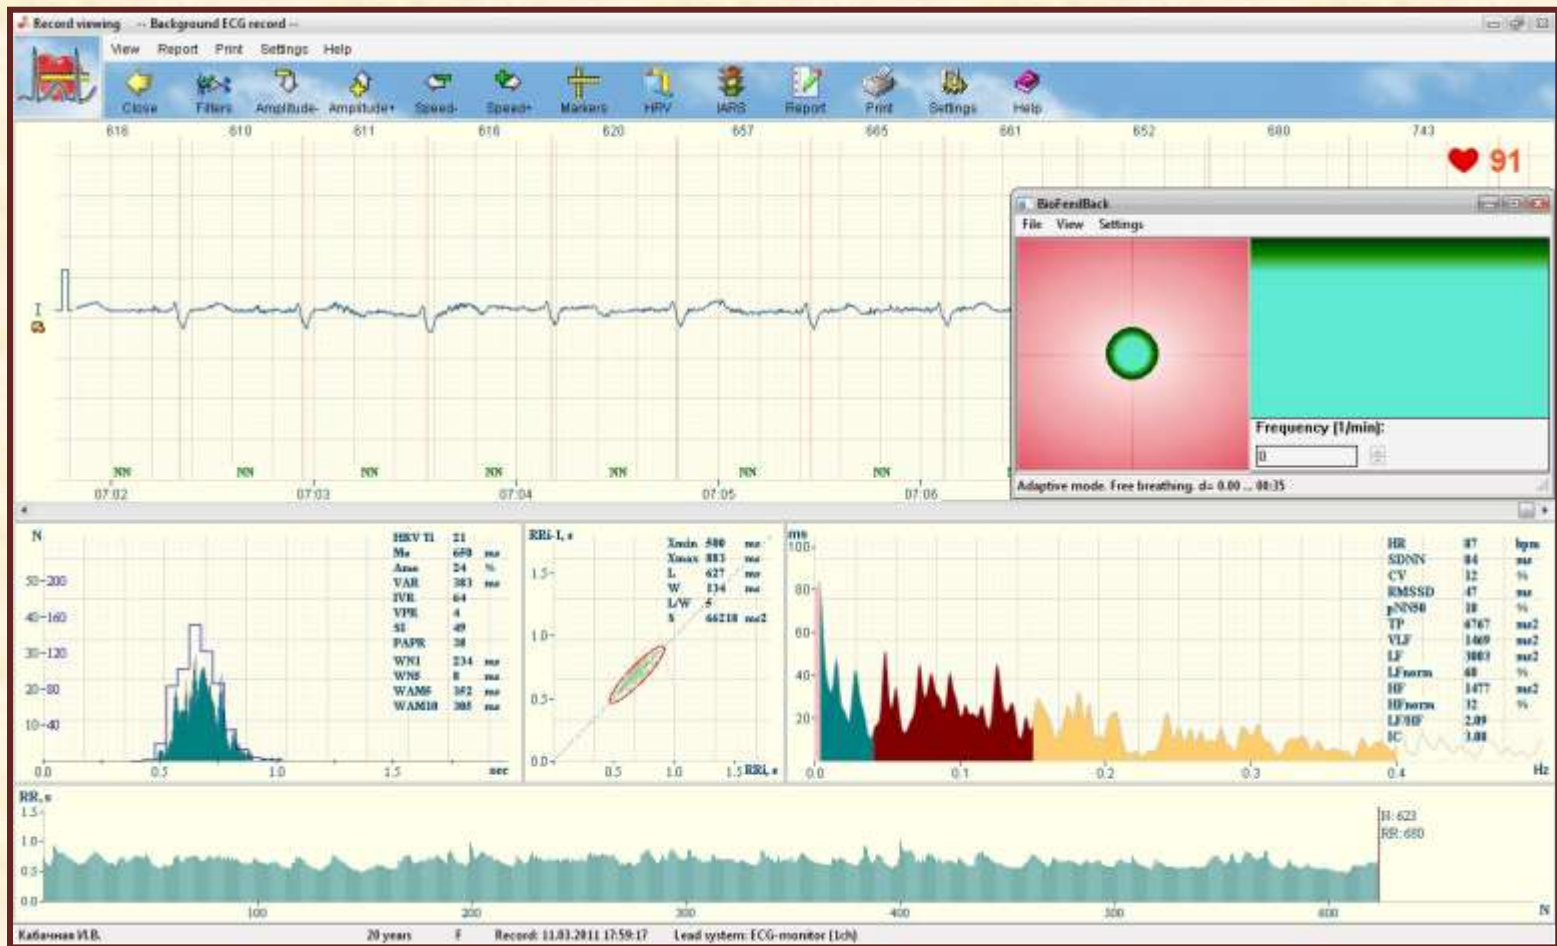 Record viewing -- Background ECG record --
View Report Print Settings Help
Close Filters Amplitude- Amplitude+ Speed- Speed+ Markers HRV IARS Report Print Settings Help
618 610 611 616 620 657 665 661 652 680 743
91
BioFeedBack
File View Settings
I
Frequency (1/min):
0
Adaptive mode. Free breathing. d= 0.00 ... 00:35
NN NN NN NN NN NN NN
07:02 07:03 07:04 07:05 07:06
N
50-200
40-160
30-120
20-80
10-40
0.0 0.5 1.0 1.5 sec
HRV Ti 21
Mo 650 ms
Amo 24 %
VAR 383 ms
IVR 64
VPR 4
SI 49
PAPR 38
WN1 234 ms
WN5 8 ms
WAM5 352 ms
WAM10 305 ms
RRi-1, s
1.5
1.0
0.5
0.0
0.5 1.0 1.5 RRi, s
Xmin 500 ms
Xmax 883 ms
L 627 ms
W 134 ms
L/W 5
S 66218 ms2
ms
100
80
60
40
20
0.0 0.1 0.2 0.3 0.4 Hz
HR 87 bpm
SDNN 84 ms
CV 12 %
RMSSD 47 ms
pNN50 18 %
TP 6767 ms2
VLF 1469 ms2
LF 3083 ms2
LFnorm 68 %
HF 1477 ms2
HFnorm 32 %
LF/HF 2.09
IC 3.08
RR, s
1.5
1.0
0.5
0.0
100 200 300 400 500 600 N
N: 623
RR: 680
Кабачная И.В. 20 years F Record: 11.03.2011 17:59:17 Lead system: ECG-monitor (1ch)